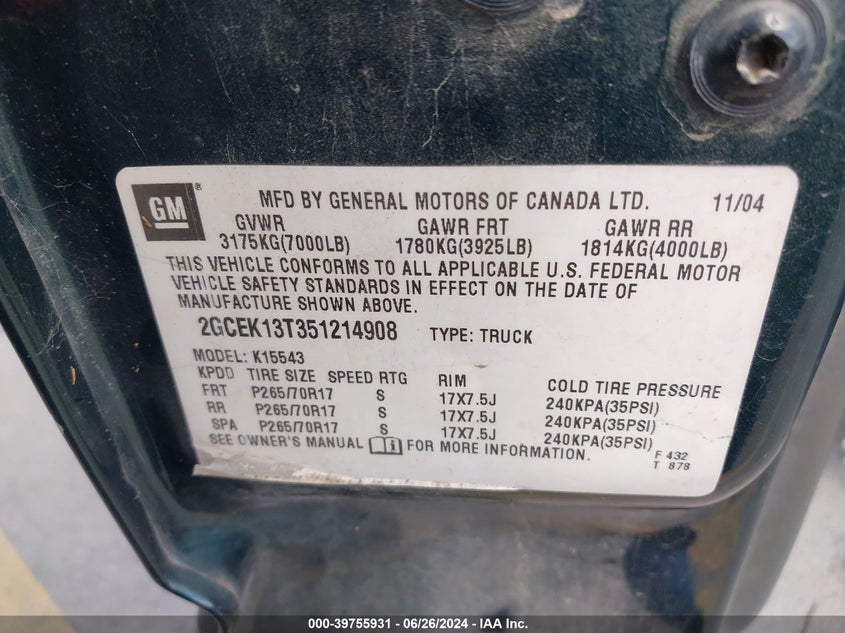 GM ® MFD BY GENERAL MOTORS OF CANADA LTD. 11/04
GVWR GAWR FRT GAWR RR
3175KG(7000LB) 1780KG(3925LB) 1814KG(4000LB)
THIS VEHICLE CONFORMS TO ALL APPLICABLE U.S. FEDERAL MOTOR
VEHICLE SAFETY STANDARDS IN EFFECT ON THE DATE OF
MANUFACTURE SHOWN ABOVE.
2GCEK13T351214908 TYPE: TRUCK
MODEL: K15543
KPDD TIRE SIZE SPEED RTG RIM COLD TIRE PRESSURE
FRT P265/70R17 S 17X7.5J 240KPA(35PSI)
RR P265/70R17 S 17X7.5J 240KPA(35PSI)
SPA P265/70R17 S 17X7.5J 240KPA(35PSI)
SEE OWNER'S MANUAL FOR MORE INFORMATION.
F 432
T 878
000-39755931 / 06/26/2024 / IAA Inc.